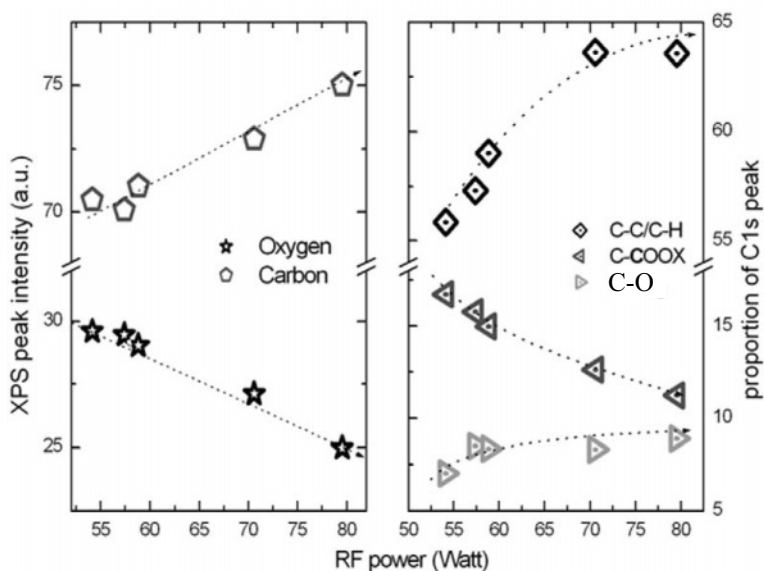 XPS peak intensity (a.u.)
75
70
30
25
Oxygen
Carbon
55 60 65 70 75 80
C-C/C-H
C-COOX
C-O
50 55 60 65 70 75 80
65
60
55
15
10
5
proportion of C1s peak
RF power (Watt)